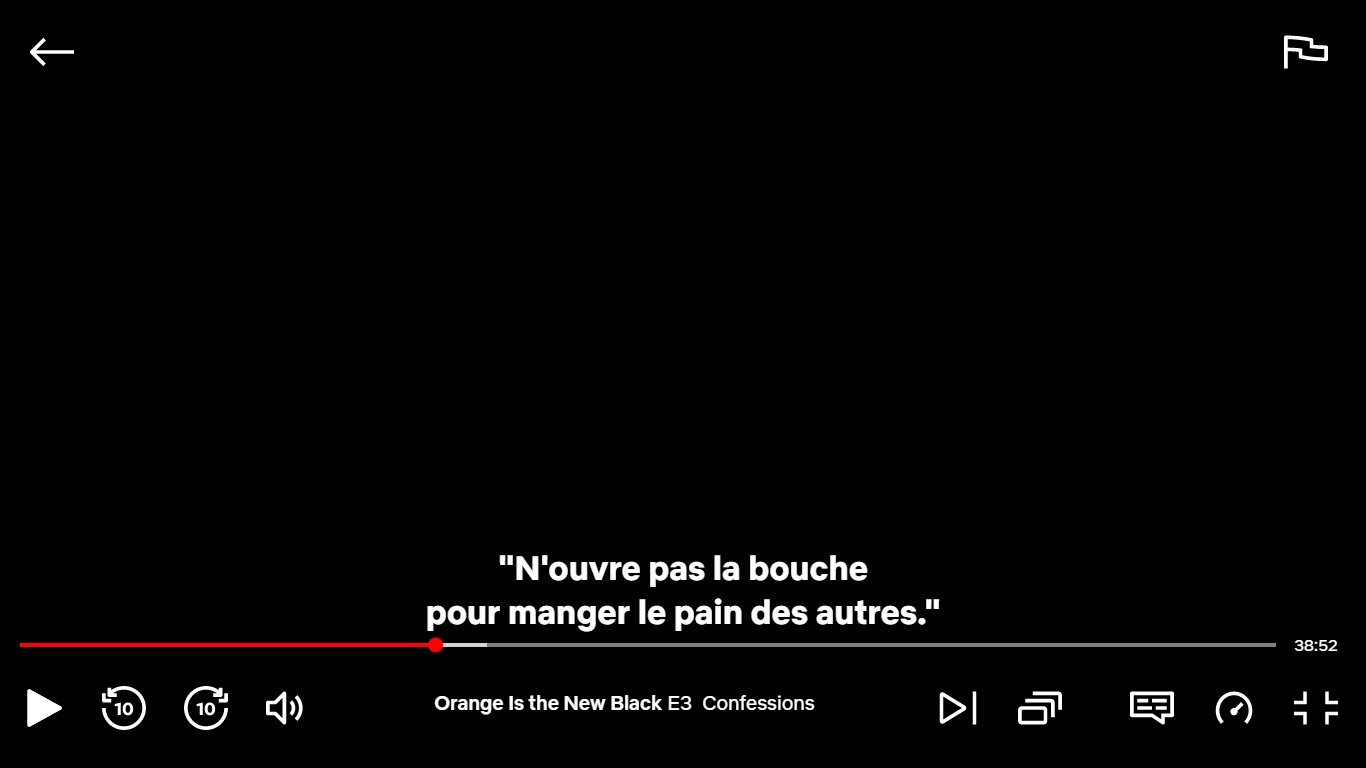 "N'ouvre pas la bouche
pour manger le pain des autres."
38:52
10 10 Orange Is the New Black E3 Confessions